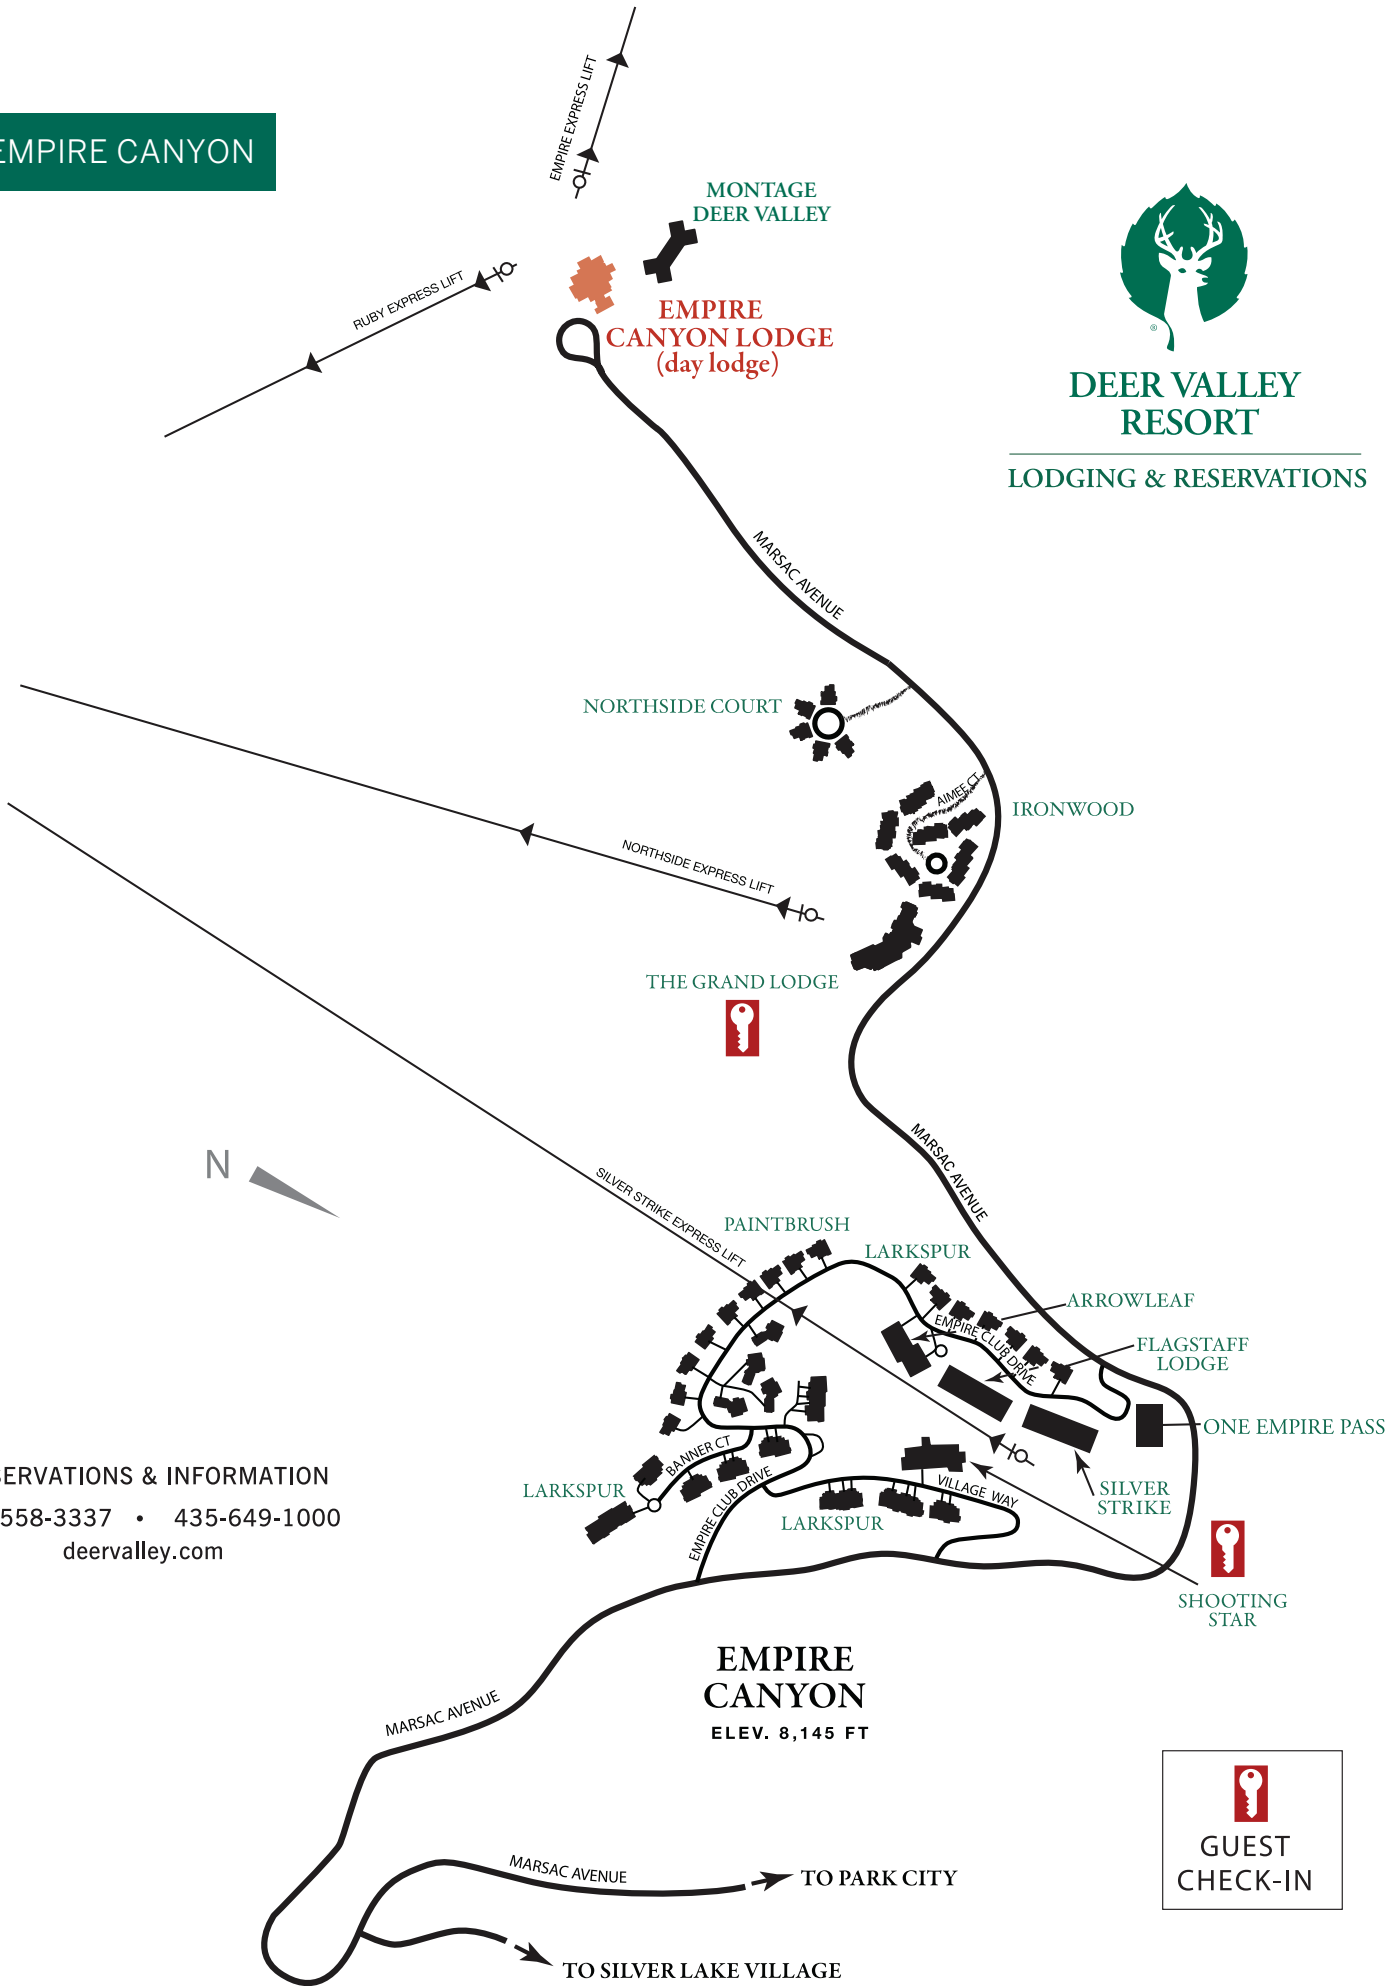 EMPIRE CANYON
EMPIRE EXPRESS LIFT
MONTAGE
DEER VALLEY
RUBY EXPRESS LIFT
EMPIRE
CANYON LODGE
(day lodge)
®
DEER VALLEY
RESORT
LODGING & RESERVATIONS
MARSAC AVENUE
NORTHSIDE COURT
AIMEE CT
IRONWOOD
NORTHSIDE EXPRESS LIFT
THE GRAND LODGE
MARSAC AVENUE
N
SILVER STRIKE EXPRESS LIFT
PAINTBRUSH
LARKSPUR
ARROWLEAF
EMPIRE CLUB DRIVE
FLAGSTAFF
LODGE
ONE EMPIRE PASS
BANNER CT
ERVATIONS & INFORMATION
558-3337 • 435-649-1000
deervalley.com
LARKSPUR
EMPIRE CLUB DRIVE
VILLAGE WAY
LARKSPUR
SILVER
STRIKE
SHOOTING
STAR
EMPIRE
CANYON
ELEV. 8,145 FT
MARSAC AVENUE
GUEST
CHECK-IN
MARSAC AVENUE
TO PARK CITY
TO SILVER LAKE VILLAGE